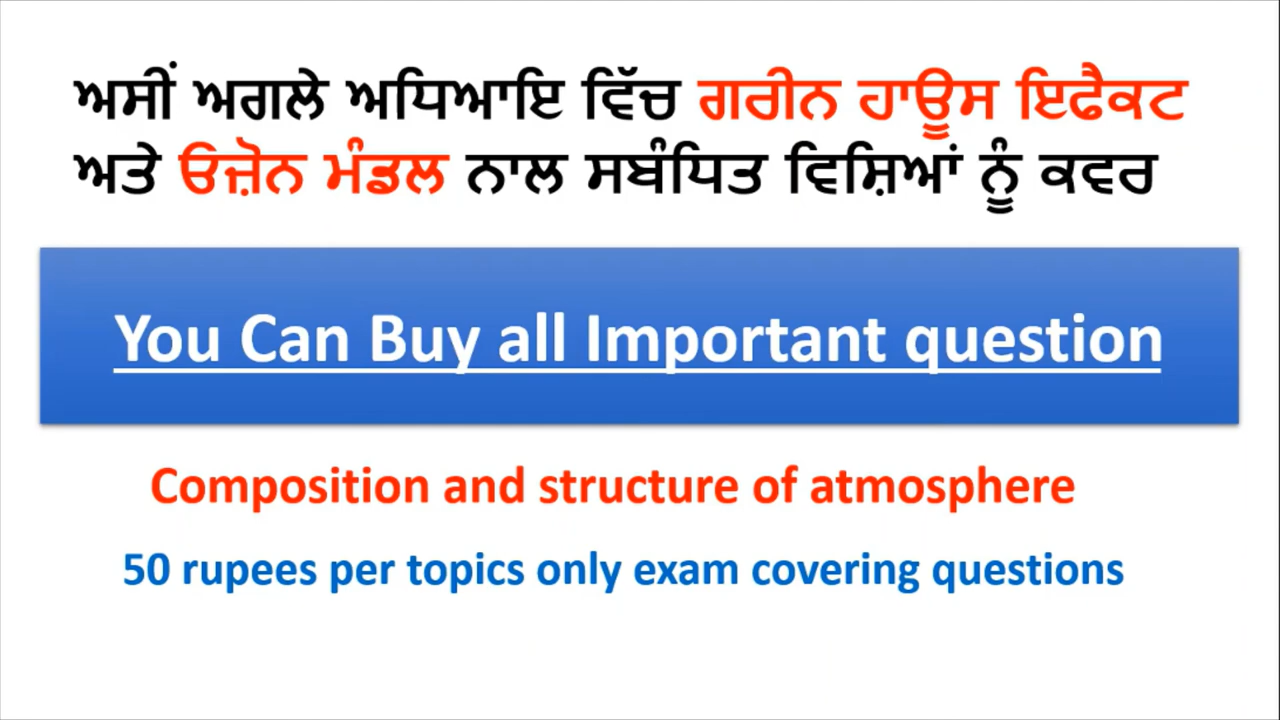 ਅਸੀਂ ਅਗਲੇ ਅਧਿਆਇ ਵਿੱਚ ਗਰੀਨ ਹਾਊਸ ਇਫੈਕਟ
ਅਤੇ ਓਜ਼ੋਨ ਮੰਡਲ ਨਾਲ ਸਬੰਧਿਤ ਵਿਸ਼ਿਆਂ ਨੂੰ ਕਵਰ
You Can Buy all Important question
Composition and structure of atmosphere
50 rupees per topics only exam covering questions